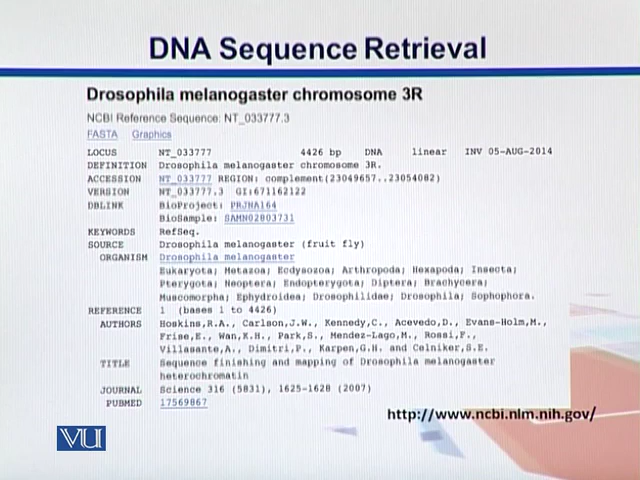 DNA Sequence Retrieval
Drosophila melanogaster chromosome 3R
NCBI Reference Sequence: NT_033777.3
FASTA Graphics
LOCUS NT_033777 4426 bp DNA linear INV 05-AUG-2014
DEFINITION Drosophila melanogaster chromosome 3R.
ACCESSION NT_033777 REGION: complement(23049657..23054082)
VERSION NT_033777.3 GI:671162122
DBLINK BioProject: PRJNA164
BioSample: SAMN02803731
KEYWORDS RefSeq.
SOURCE Drosophila melanogaster (fruit fly)
ORGANISM Drosophila melanogaster
Eukaryota; Metazoa; Ecdysozoa; Arthropoda; Hexapoda; Insecta;
Pterygota; Neoptera; Endopterygota; Diptera; Brachycera;
Muscomorpha; Ephydroidea; Drosophilidae; Drosophila; Sophophora.
REFERENCE 1 (bases 1 to 4426)
AUTHORS Hoskins,R.A., Carlson,J.W., Kennedy,C., Acevedo,D., Evans-Holm,M.,
Frise,E., Wan,K.H., Park,S., Mendez-Lago,M., Rossi,F.,
Villasante,A., Dimitri,P., Karpen,G.H. and Celniker,S.E.
TITLE Sequence finishing and mapping of Drosophila melanogaster
heterochromatin
JOURNAL Science 316 (5831), 1625-1628 (2007)
PUBMED 17569867
http://www.ncbi.nlm.nih.gov/
VU